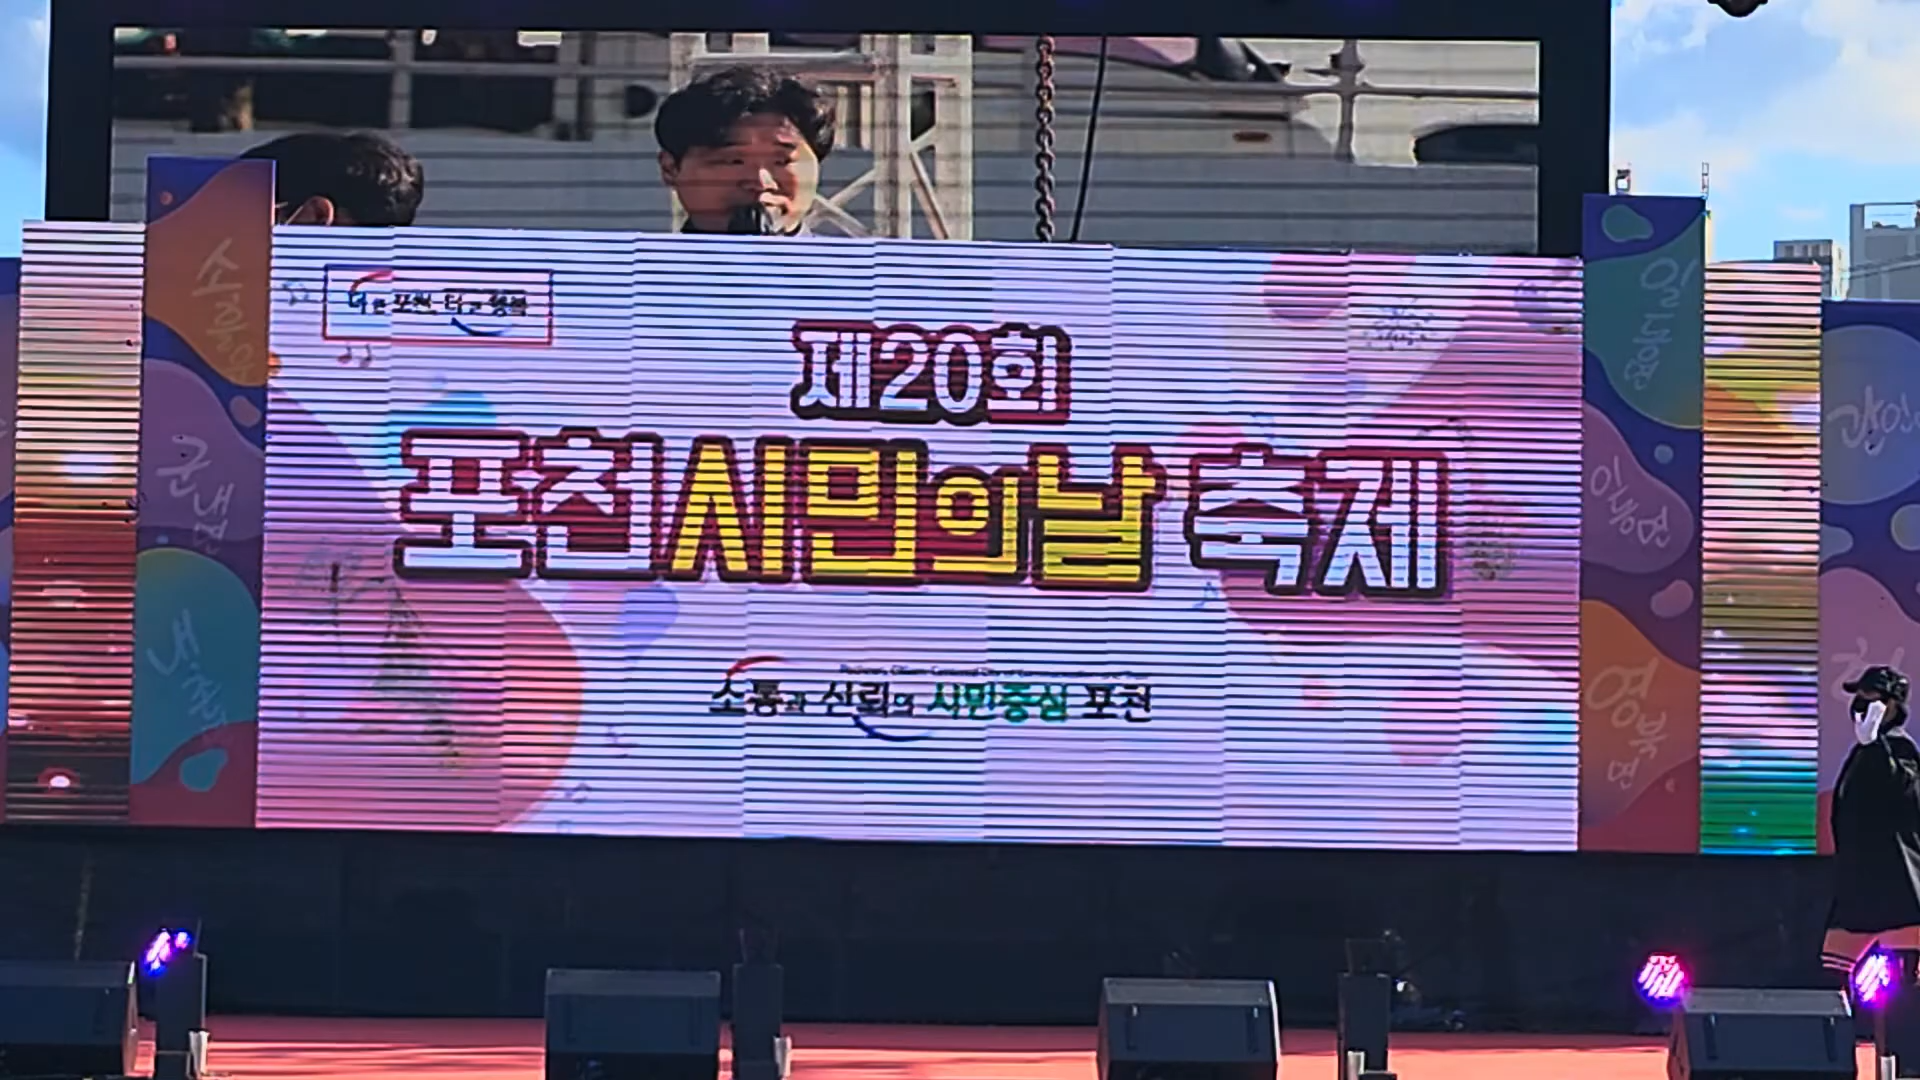 더 큰 포천, 더 큰 행복
제20회
포천시민의날 축제
소통과 신뢰의 시민중심 포천
소흘읍
군내면
내촌면
일동면
이동면
영북면
관인면